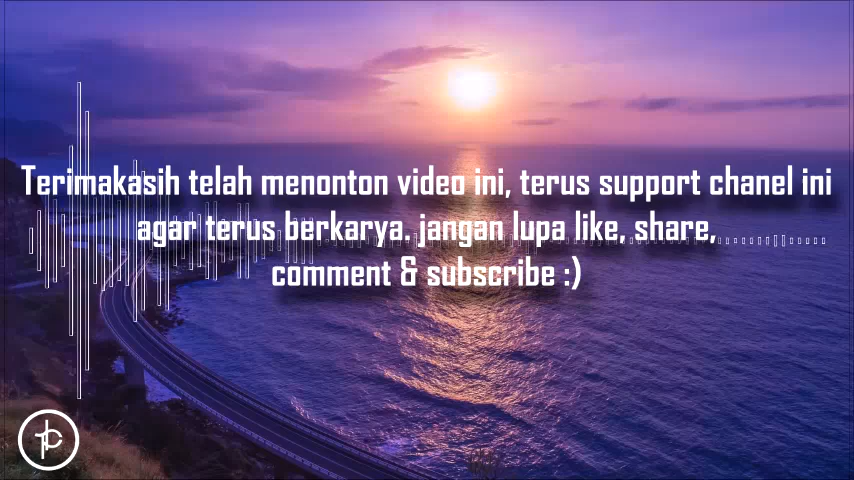 Terimakasih telah menonton video ini, terus support chanel ini
agar terus berkarya. jangan lupa like, share,
comment & subscribe :)